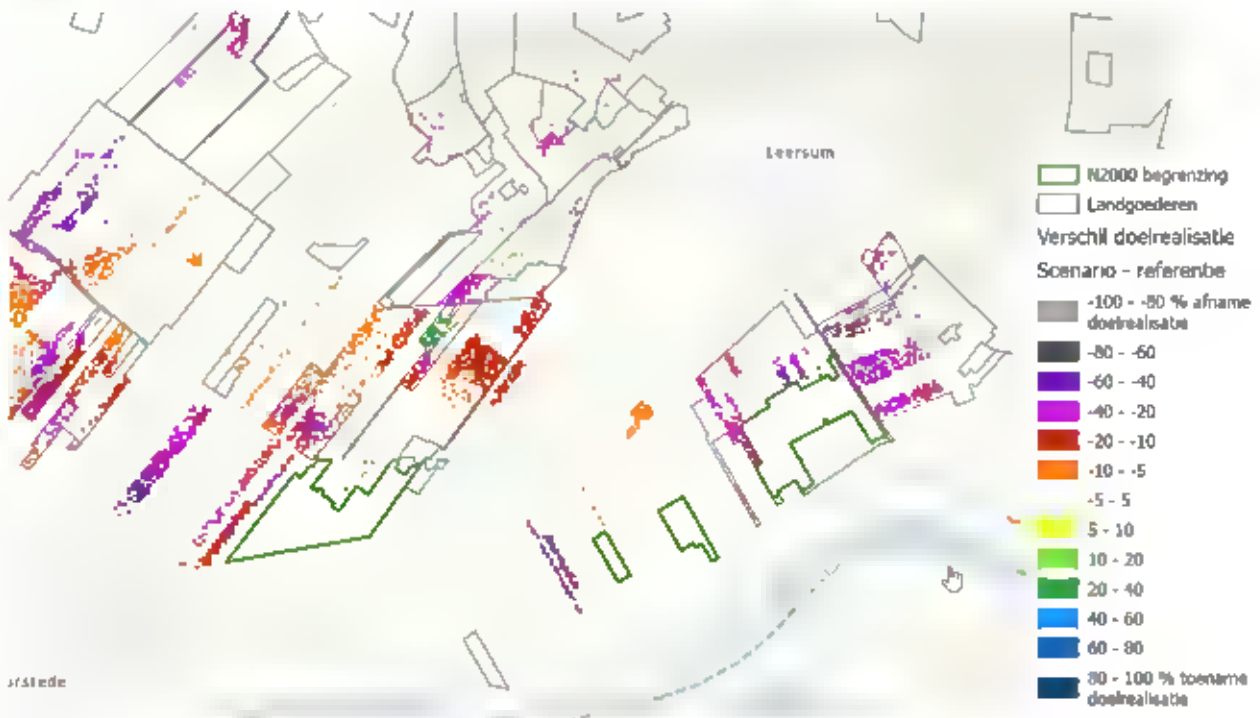 Leersum
N2000 begrenzing
Landgoederen
Verschil doelrealisatie
Scenario - referentie
-100 - -80 % afname
doelrealisatie
-80 - -60
-60 - -40
-40 - -20
-20 - -10
-10 - -5
-5 - 5
5 - 10
10 - 20
20 - 40
40 - 60
60 - 80
80 - 100 % toename
doelrealisatie